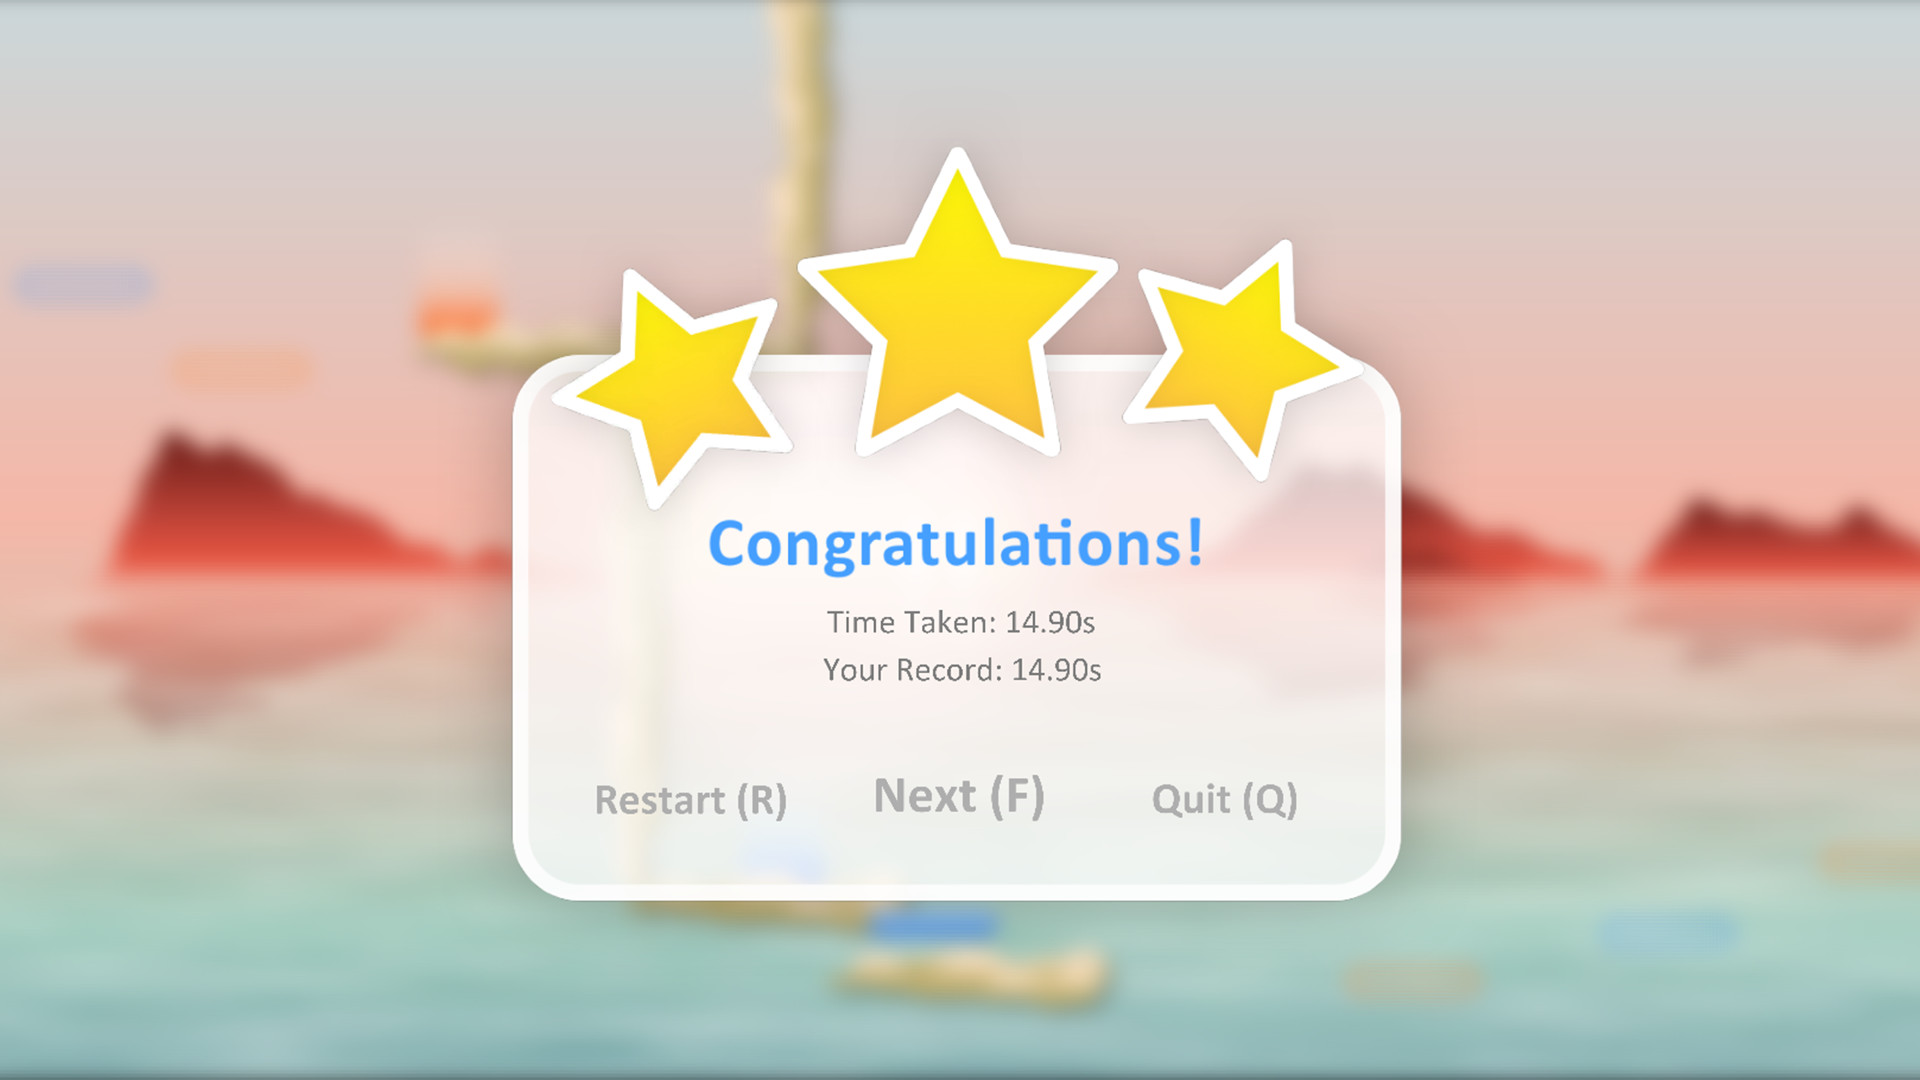 Congratulations!
Time Taken: 14.90s
Your Record: 14.90s
Restart (R) Next (F) Quit (Q)